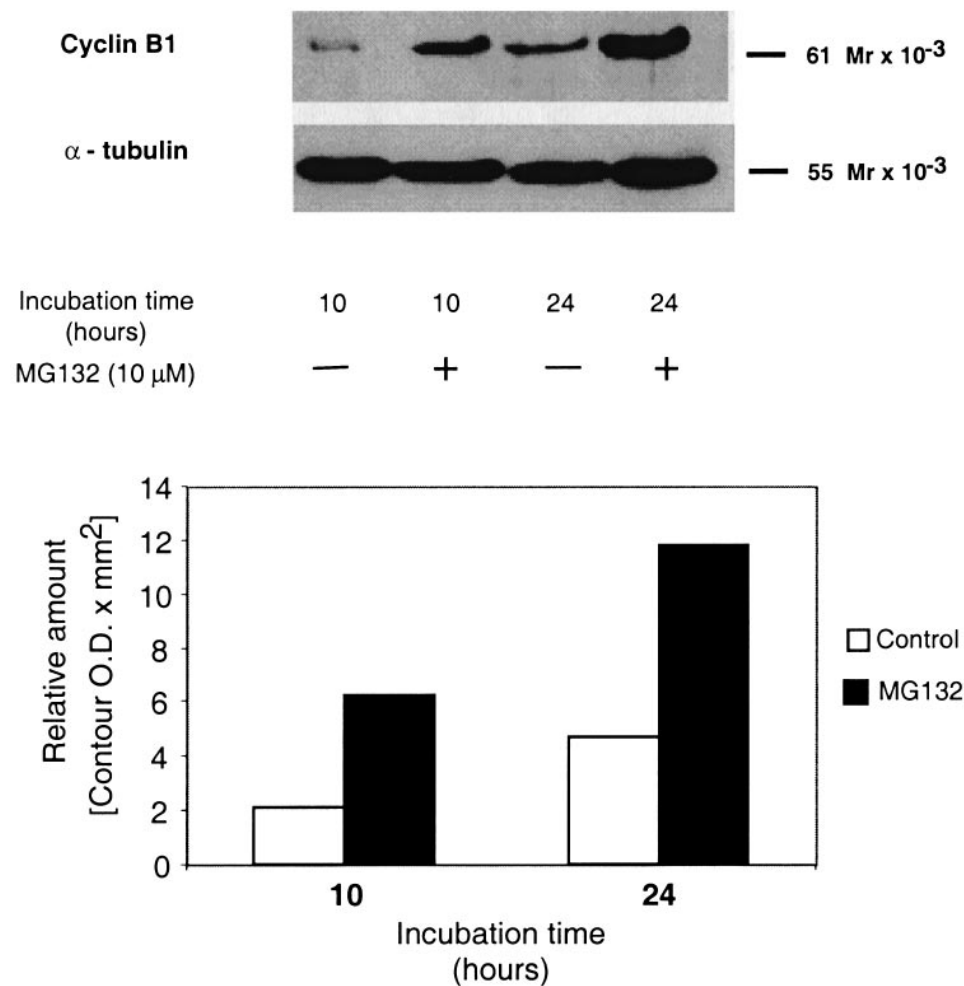 Cyclin B1
61 Mr x 10-3
α - tubulin
55 Mr x 10-3
Incubation time
(hours)
10 10 24 24
MG132 (10 μM) — + — +
14
12
10
8
6
4
2
0
Relative amount
[Contour O.D. x mm2]
Control
MG132
10 24
Incubation time
(hours)